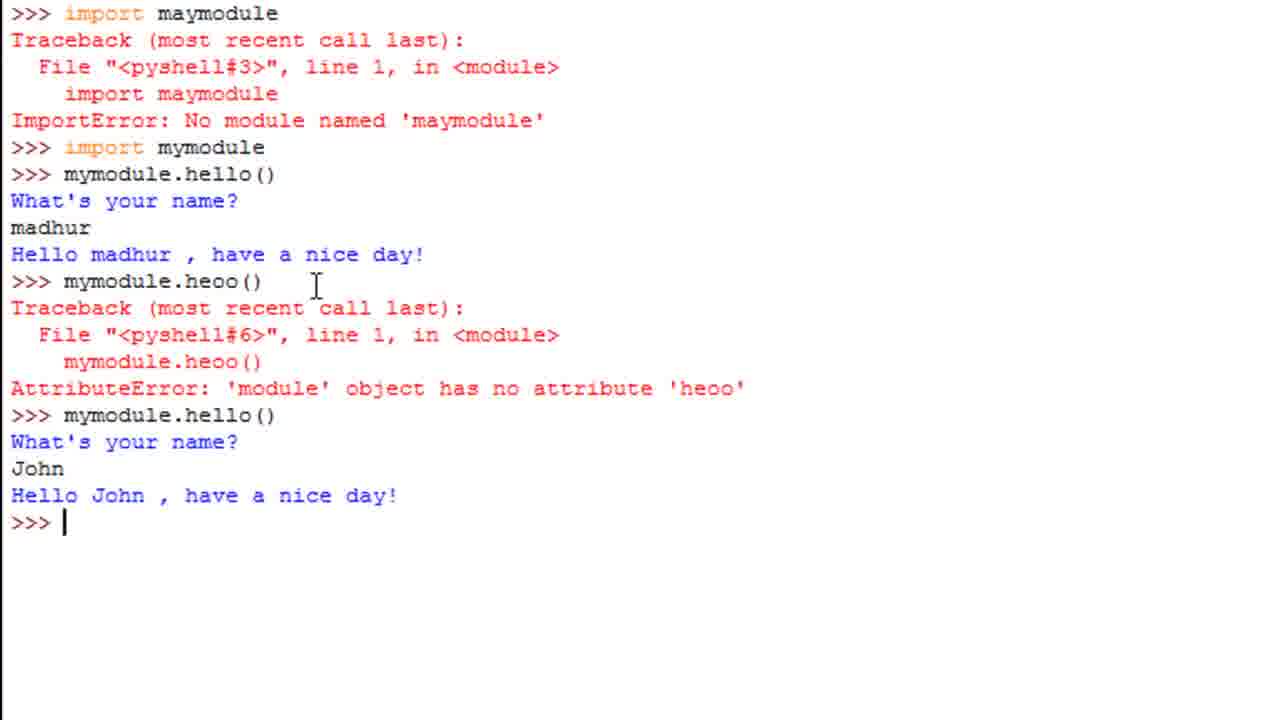 >>> import maymodule
Traceback (most recent call last):
  File "<pyshell#3>", line 1, in <module>
    import maymodule
ImportError: No module named 'maymodule'
>>> import mymodule
>>> mymodule.hello()
What's your name?
madhur
Hello madhur , have a nice day!
>>> mymodule.heoo()
Traceback (most recent call last):
  File "<pyshell#6>", line 1, in <module>
    mymodule.heoo()
AttributeError: 'module' object has no attribute 'heoo'
>>> mymodule.hello()
What's your name?
John
Hello John , have a nice day!
>>>